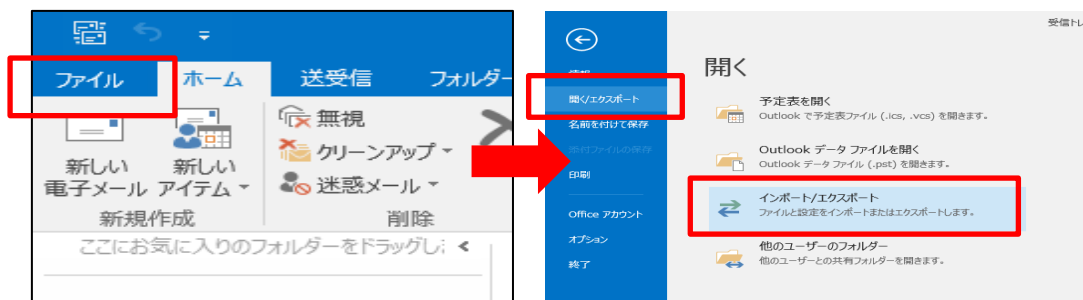 ファイル
ホーム
送受信
フォルダー
新しい
電子メール
新しい
アイテム
無視
クリーンアップ
迷惑メール
新規作成
削除
ここにお気に入りのフォルダーをドラッグし
受信トレ
開く/エクスポート
名前を付けて保存
添付ファイルの保存
印刷
Office アカウント
オプション
終了
開く
予定表を開く
Outlook で予定表ファイル (.ics, .vcs) を開きます。
Outlook データ ファイルを開く
Outlook データ ファイル (.pst) を開きます。
インポート/エクスポート
ファイルと設定をインポートまたはエクスポートします。
他のユーザーのフォルダー
他のユーザーとの共有フォルダーを開きます。